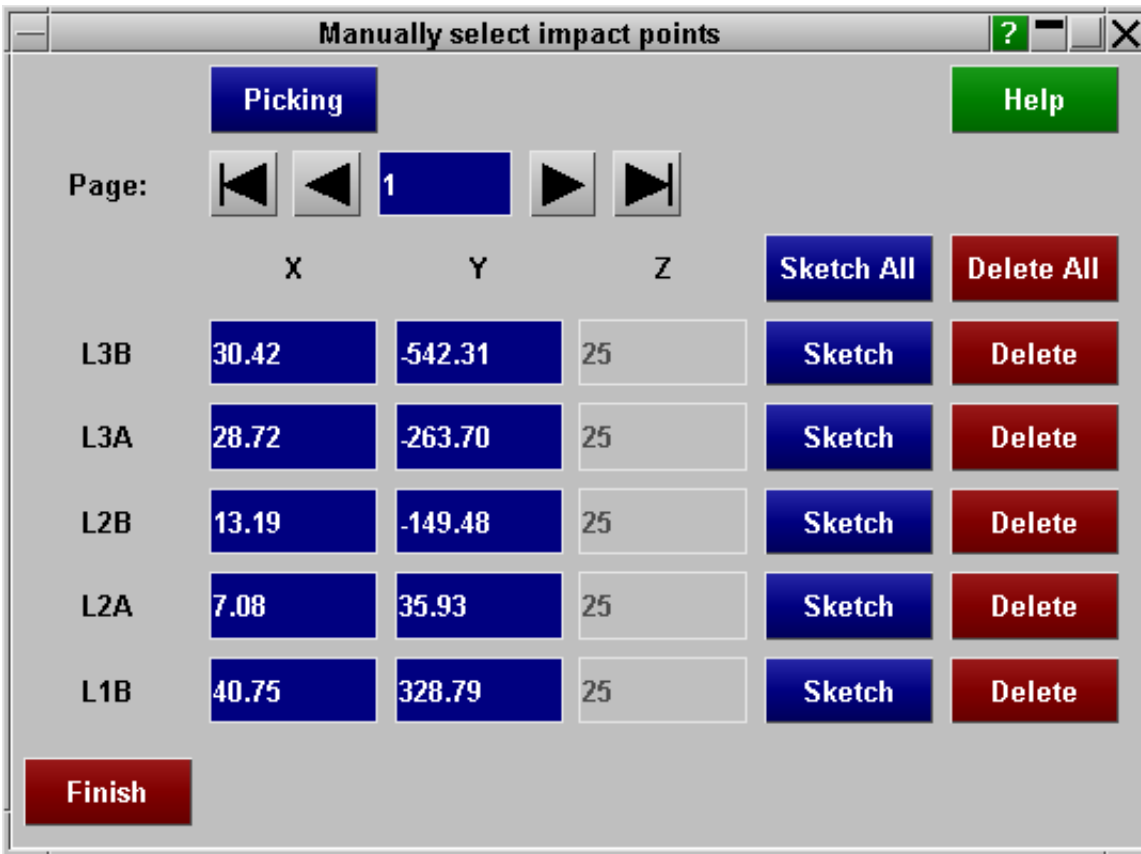 Manually select impact points ?
Picking Help
Page: 1
X Y Z Sketch All Delete All
L3B 30.42 -542.31 25 Sketch Delete
L3A 28.72 -263.70 25 Sketch Delete
L2B 13.19 -149.48 25 Sketch Delete
L2A 7.08 35.93 25 Sketch Delete
L1B 40.75 328.79 25 Sketch Delete
Finish